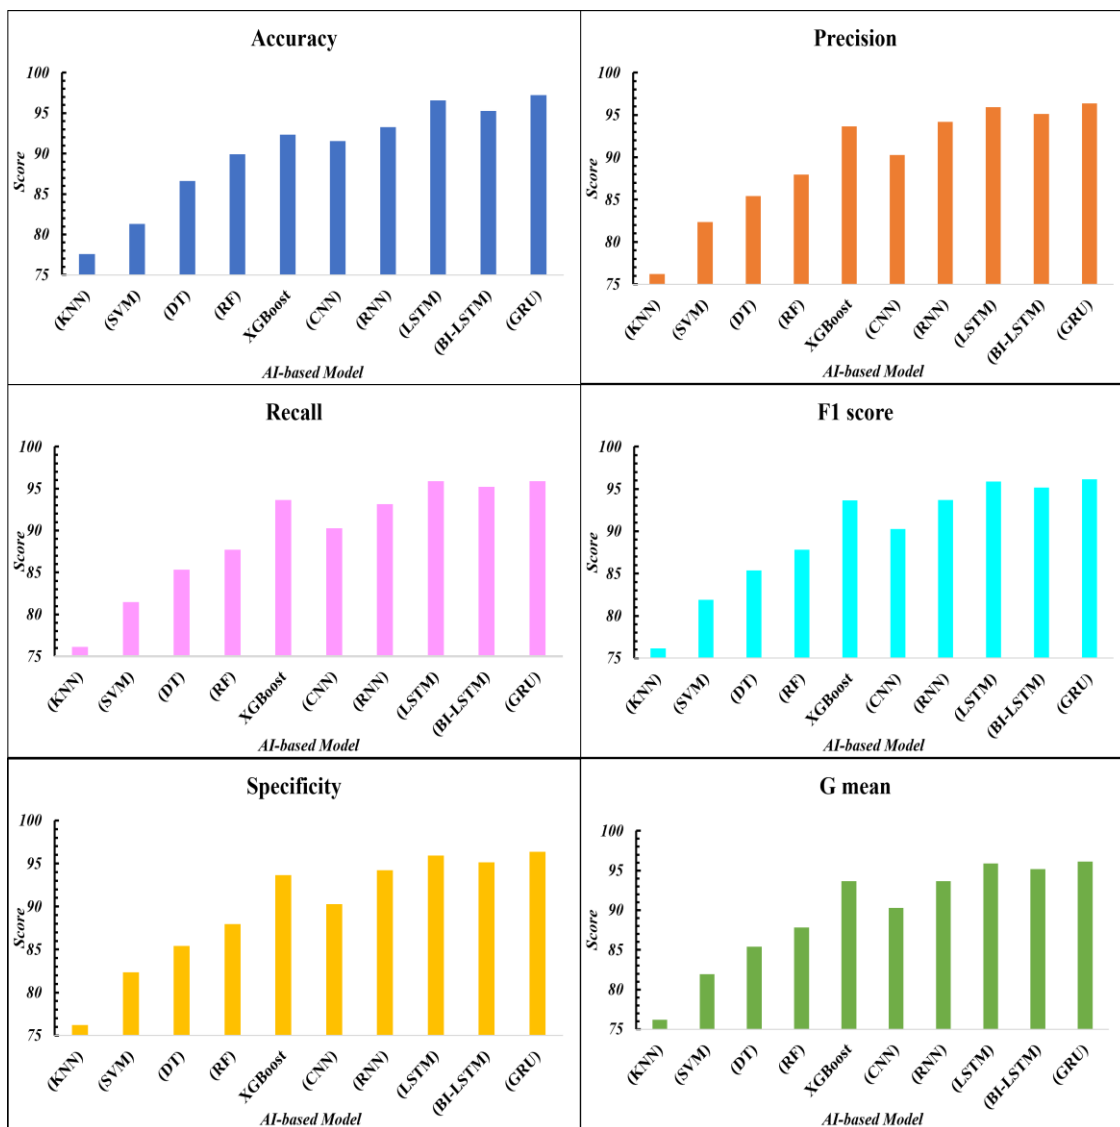 Accuracy
100
95
90
85
80
75
Score
(KNN) (SVM) (DT) (RF) XGBoost (CNN) (RNN) (LSTM) (BI-LSTM) (GRU)
AI-based Model
Precision
100
95
90
85
80
75
Score
(KNN) (SVM) (DT) (RF) XGBoost (CNN) (RNN) (LSTM) (BI-LSTM) (GRU)
AI-based Model
Recall
100
95
90
85
80
75
Score
(KNN) (SVM) (DT) (RF) XGBoost (CNN) (RNN) (LSTM) (BI-LSTM) (GRU)
AI-based Model
F1 score
100
95
90
85
80
75
Score
(KNN) (SVM) (DT) (RF) XGBoost (CNN) (RNN) (LSTM) (BI-LSTM) (GRU)
AI-based Model
Specificity
100
95
90
85
80
75
Score
(KNN) (SVM) (DT) (RF) XGBoost (CNN) (RNN) (LSTM) (BI-LSTM) (GRU)
AI-based Model
G mean
100
95
90
85
80
75
Score
(KNN) (SVM) (DT) (RF) XGBoost (CNN) (RNN) (LSTM) (BI-LSTM) (GRU)
AI-based Model